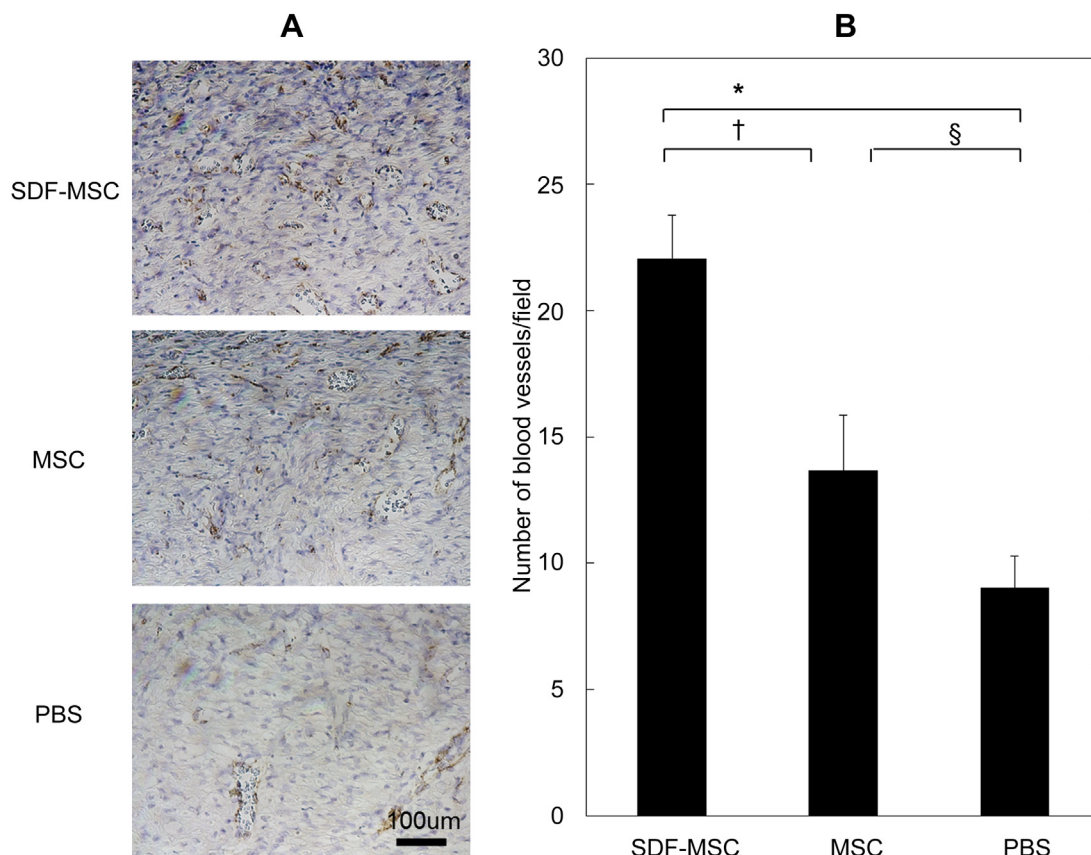 A
SDF-MSC
MSC
PBS
100um
B
Number of blood vessels/field
30
25
20
15
10
5
0
*
†
§
SDF-MSC
MSC
PBS